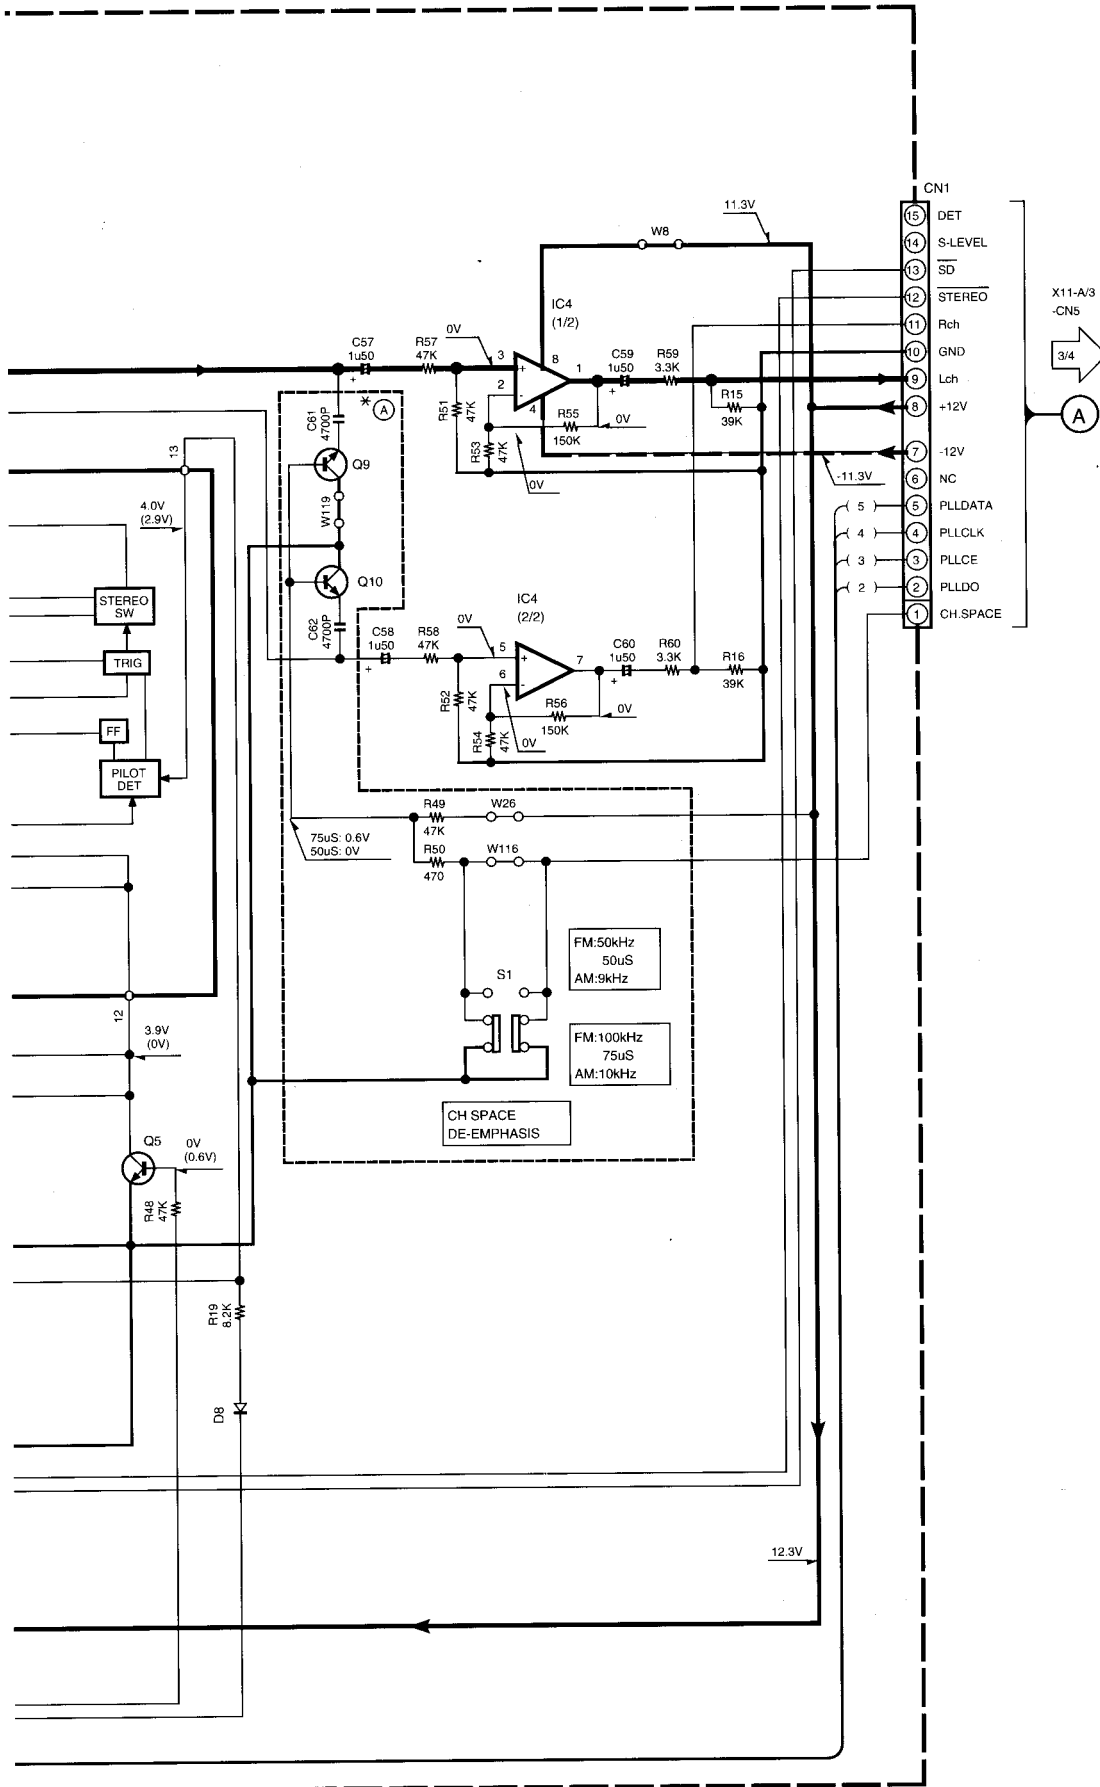 CN1
15 DET
14 S-LEVEL
13 SD
12 STEREO
11 Rch
10 GND
9 Lch
8 +12V
7 -12V
6 NC
5 PLLDATA
4 PLLCLK
3 PLLCE
2 PLLDO
1 CH.SPACE
( 5 )
( 4 )
( 3 )
( 2 )
X11-A/3
-CN5
3/4
A
11.3V
W8
IC4
(1/2)
0V
3
+
2
-
8
4
1
C57
1u50
+
R57
47K
C59
1u50
+
R59
3.3K
R15
39K
R51
47K
R55
150K
0V
R53
47K
0V
-11.3V
* A
C61
4700P
Q9
W119
Q10
C62
4700P
13
4.0V
(2.9V)
STEREO
SW
TRIG
FF
PILOT
DET
IC4
(2/2)
C58
1u50
+
R58
47K
0V
5
+
6
-
7
C60
1u50
+
R60
3.3K
R16
39K
R52
47K
R56
150K
0V
R54
47K
0V
R49
47K
W26
75uS: 0.6V
50uS: 0V
R50
470
W116
S1
FM:50kHz
50uS
AM:9kHz
FM:100kHz
75uS
AM:10kHz
CH SPACE
DE-EMPHASIS
12
3.9V
(0V)
Q5
0V
(0.6V)
R48
47K
R19
8.2K
D8
12.3V